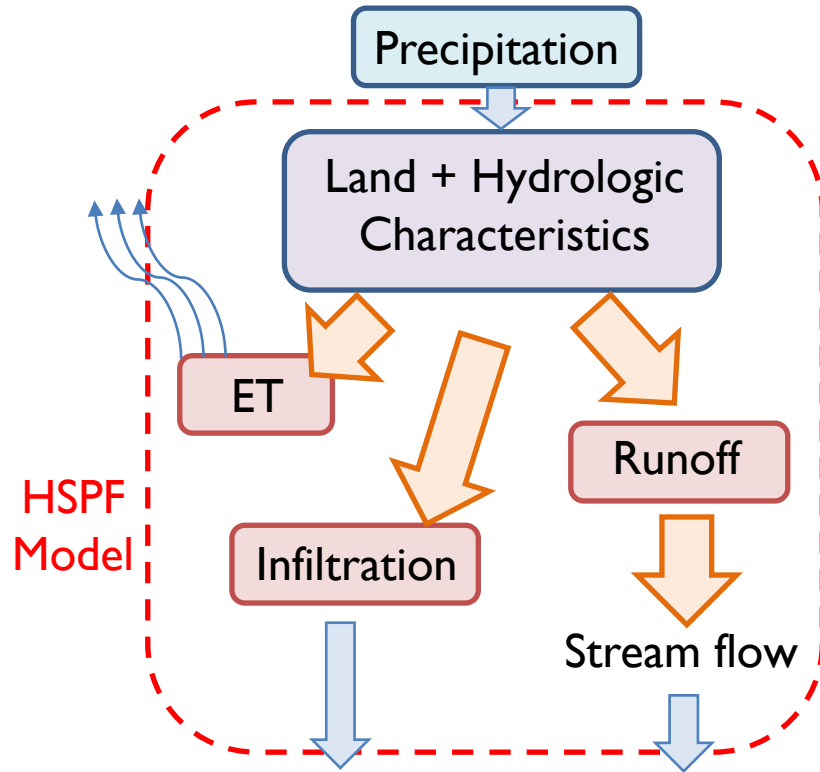 Precipitation
Land + Hydrologic
Characteristics
ET
Runoff
HSPF
Model
Infiltration
Stream flow